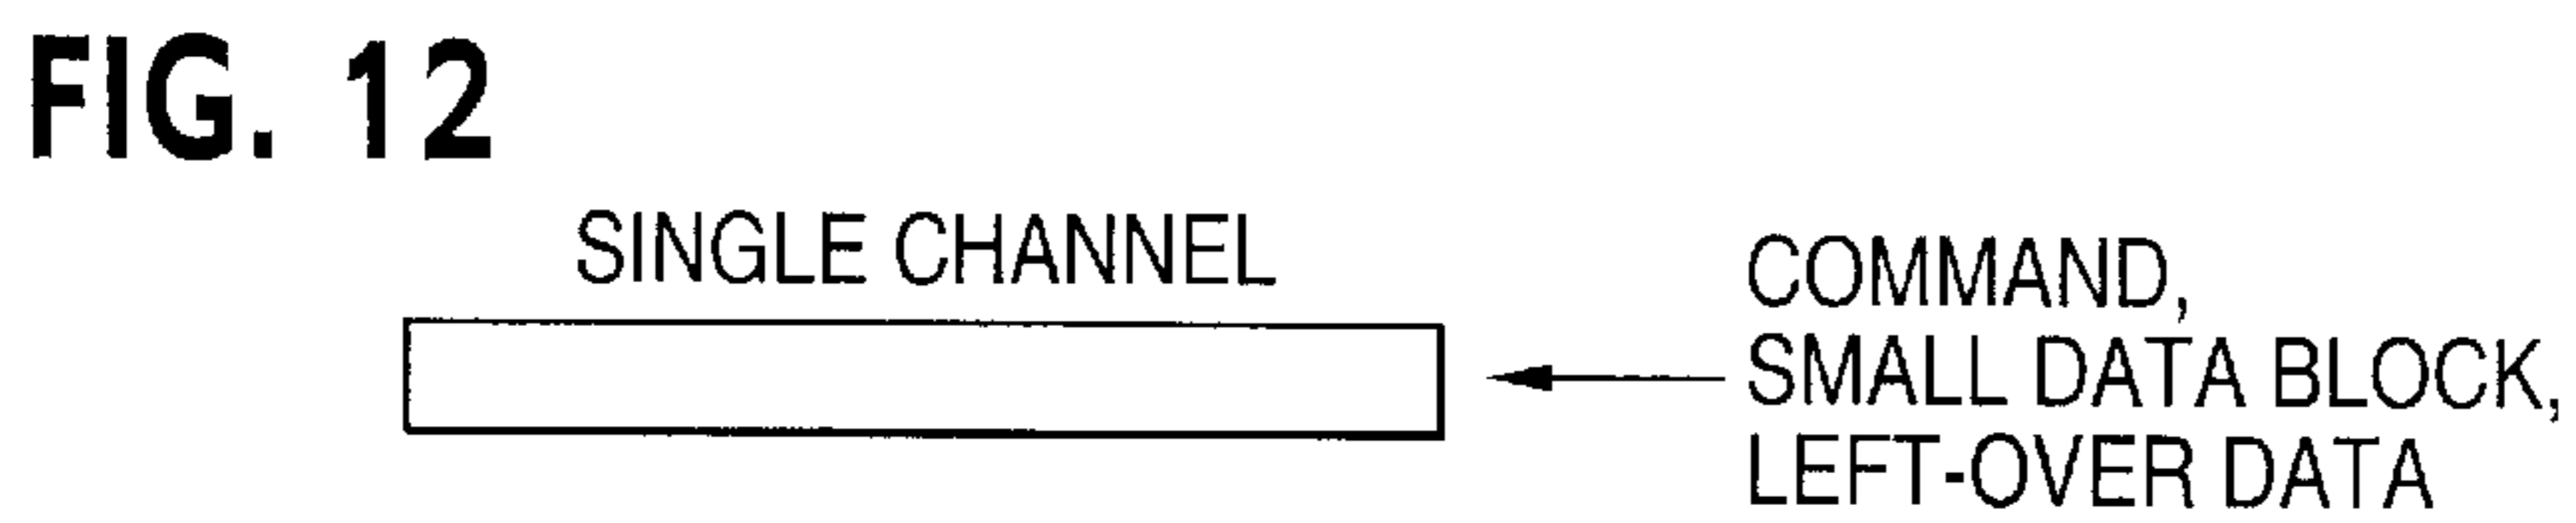 FIG. 12
SINGLE CHANNEL
COMMAND,
SMALL DATA BLOCK,
LEFT-OVER DATA